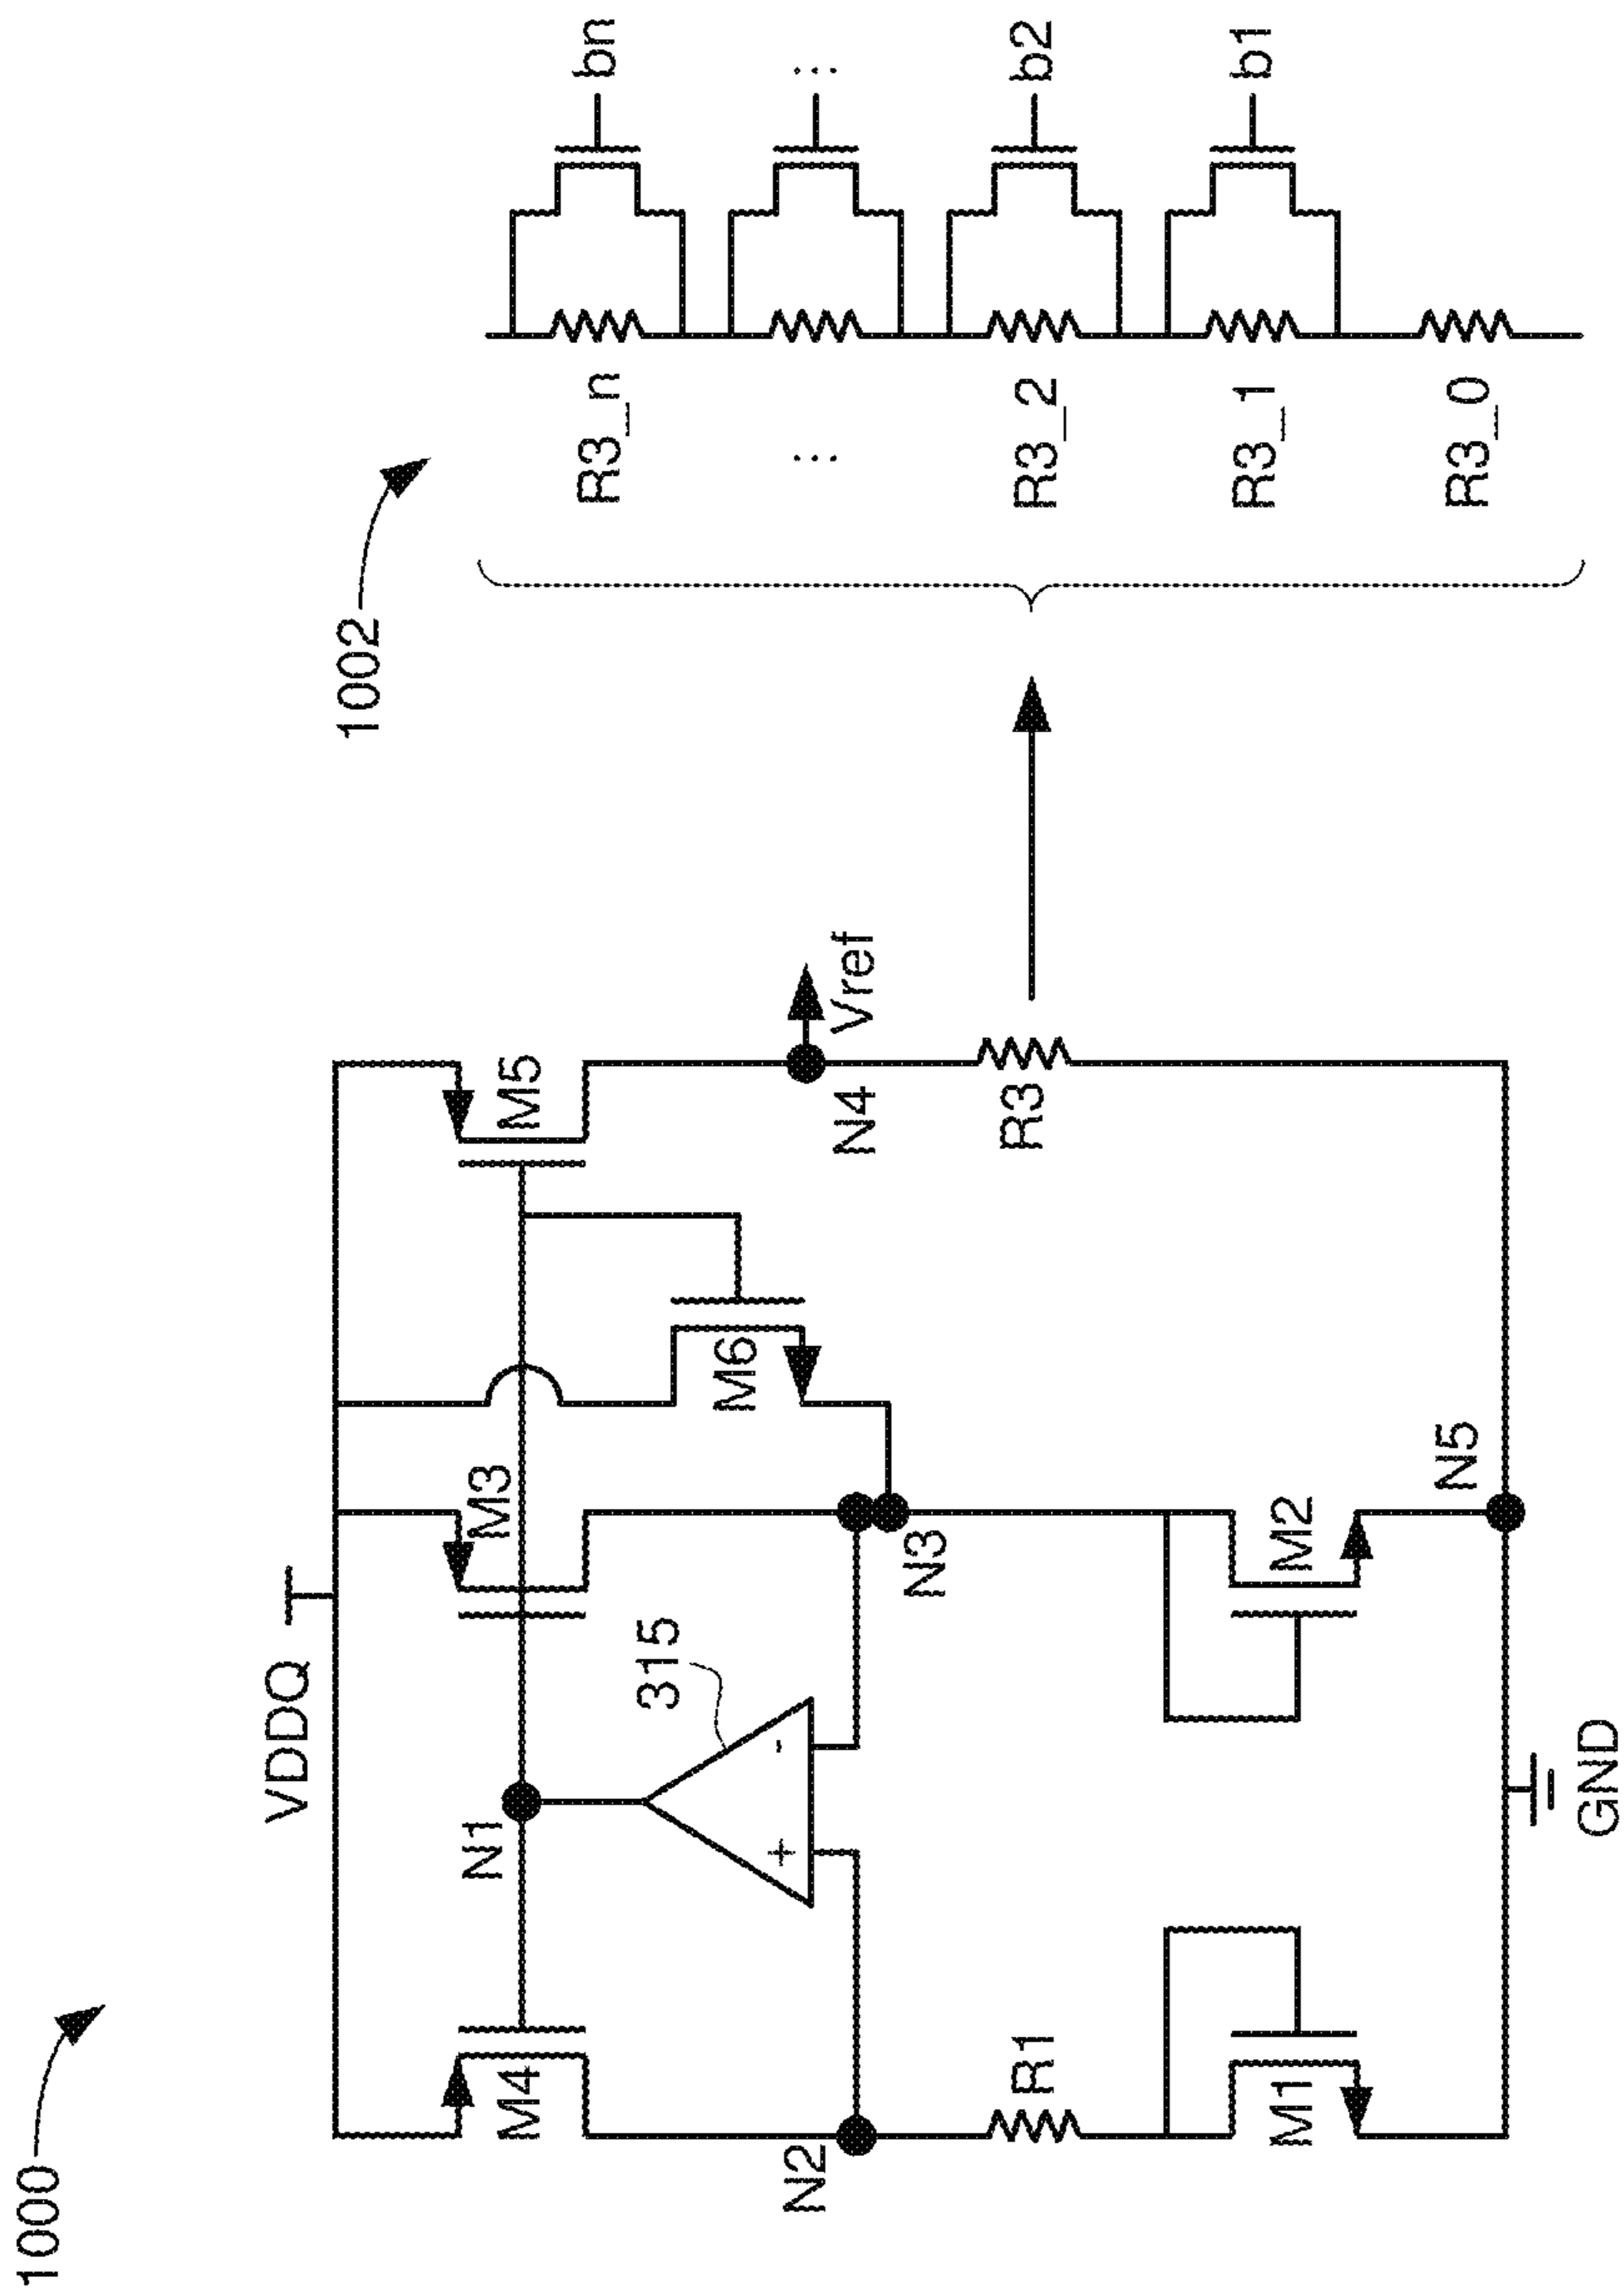 1000
VDDQ
N1
M4
M3
M5
315
+
-
M6
N2
N3
N4
Vref
R1
R3
M1
M2
N5
GND
1002
R3_n
bn
⋮
⋮
R3_2
b2
R3_1
b1
R3_0